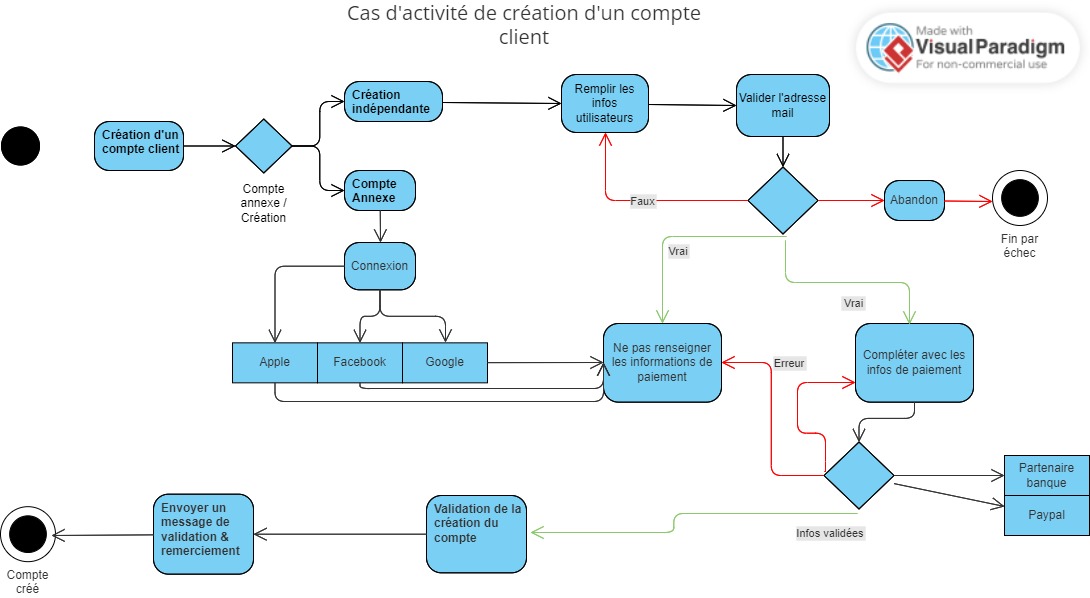 Cas d'activité de création d'un compte
client
Made with
Visual Paradigm
For non-commercial use
Création d'un
compte client
Compte
annexe /
Création
Création
indépendante
Compte
Annexe
Remplir les
infos
utilisateurs
Valider l'adresse
mail
Faux
Abandon
Fin par
échec
Connexion
Vrai
Vrai
Apple
Facebook
Google
Ne pas renseigner
les informations de
paiement
Erreur
Compléter avec les
infos de paiement
Partenaire
banque
Paypal
Infos validées
Validation de la
création du
compte
Envoyer un
message de
validation &
remerciement
Compte
créé